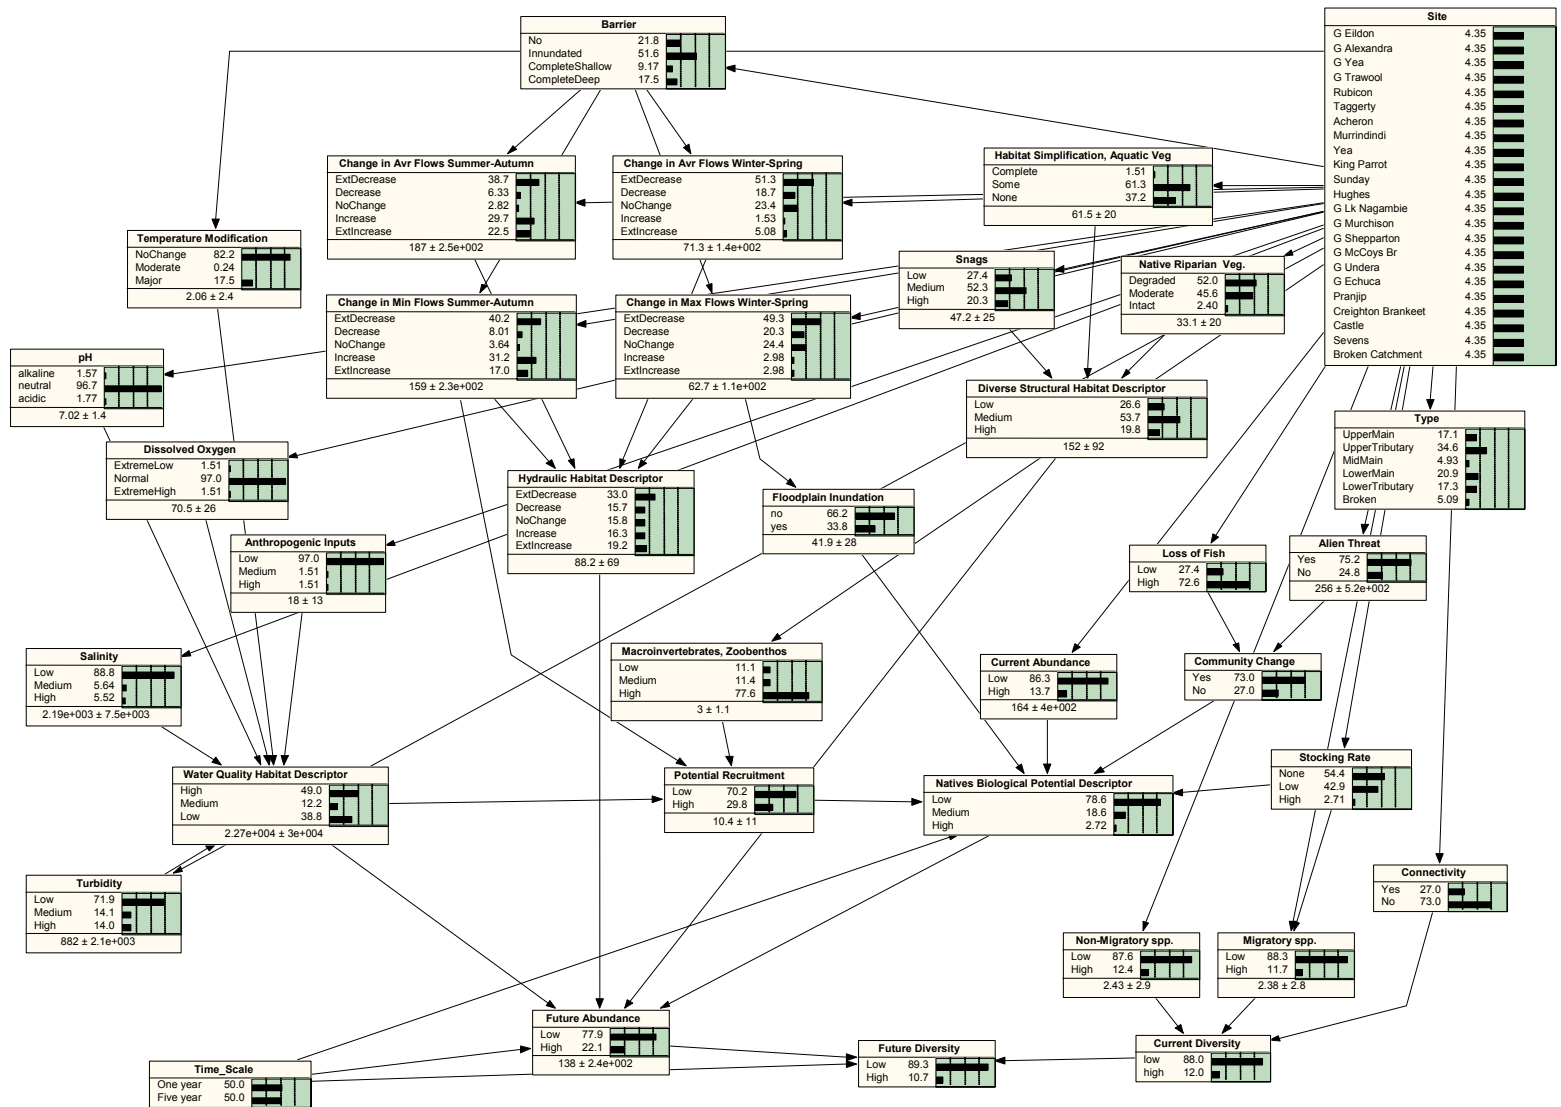 Barrier
No 21.8
Innundated 51.6
CompleteShallow 9.17
CompleteDeep 17.5
Site
G Eildon 4.35
G Alexandra 4.35
G Yea 4.35
G Trawool 4.35
Rubicon 4.35
Taggerty 4.35
Acheron 4.35
Murrindindi 4.35
Yea 4.35
King Parrot 4.35
Sunday 4.35
Hughes 4.35
G Lk Nagambie 4.35
G Murchison 4.35
G Shepparton 4.35
G McCoys Br 4.35
G Undera 4.35
G Echuca 4.35
Pranjip 4.35
Creighton Brankeet 4.35
Castle 4.35
Sevens 4.35
Broken Catchment 4.35
Change in Avr Flows Summer-Autumn
ExtDecrease 38.7
Decrease 6.33
NoChange 2.82
Increase 29.7
ExtIncrease 22.5
187 ± 2.5e+002
Change in Avr Flows Winter-Spring
ExtDecrease 51.3
Decrease 18.7
NoChange 23.4
Increase 1.53
ExtIncrease 5.08
71.3 ± 1.4e+002
Habitat Simplification, Aquatic Veg
Complete 1.51
Some 61.3
None 37.2
61.5 ± 20
Temperature Modification
NoChange 82.2
Moderate 0.24
Major 17.5
2.06 ± 2.4
Snags
Low 27.4
Medium 52.3
High 20.3
47.2 ± 25
Native Riparian Veg.
Degraded 52.0
Moderate 45.6
Intact 2.40
33.1 ± 20
Change in Min Flows Summer-Autumn
ExtDecrease 40.2
Decrease 8.01
NoChange 3.64
Increase 31.2
ExtIncrease 17.0
159 ± 2.3e+002
Change in Max Flows Winter-Spring
ExtDecrease 49.3
Decrease 20.3
NoChange 24.4
Increase 2.98
ExtIncrease 2.98
62.7 ± 1.1e+002
pH
alkaline 1.57
neutral 96.7
acidic 1.77
7.02 ± 1.4
Diverse Structural Habitat Descriptor
Low 26.6
Medium 53.7
High 19.8
152 ± 92
Type
UpperMain 17.1
UpperTributary 34.6
MidMain 4.93
LowerMain 20.9
LowerTributary 17.3
Broken 5.09
Dissolved Oxygen
ExtremeLow 1.51
Normal 97.0
ExtremeHigh 1.51
70.5 ± 26
Hydraulic Habitat Descriptor
ExtDecrease 33.0
Decrease 15.7
NoChange 15.8
Increase 16.3
ExtIncrease 19.2
88.2 ± 69
Floodplain Inundation
no 66.2
yes 33.8
41.9 ± 28
Anthropogenic Inputs
Low 97.0
Medium 1.51
High 1.51
18 ± 13
Loss of Fish
Low 27.4
High 72.6
Alien Threat
Yes 75.2
No 24.8
256 ± 5.2e+002
Salinity
Low 88.8
Medium 5.64
High 5.52
2.19e+003 ± 7.5e+003
Macroinvertebrates, Zoobenthos
Low 11.1
Medium 11.4
High 77.6
3 ± 1.1
Current Abundance
Low 86.3
High 13.7
164 ± 4e+002
Community Change
Yes 73.0
No 27.0
Water Quality Habitat Descriptor
High 49.0
Medium 12.2
Low 38.8
2.27e+004 ± 3e+004
Potential Recruitment
Low 70.2
High 29.8
10.4 ± 11
Natives Biological Potential Descriptor
Low 78.6
Medium 18.6
High 2.72
Stocking Rate
None 54.4
Low 42.9
High 2.71
Turbidity
Low 71.9
Medium 14.1
High 14.0
882 ± 2.1e+003
Connectivity
Yes 27.0
No 73.0
Non-Migratory spp.
Low 87.6
High 12.4
2.43 ± 2.9
Migratory spp.
Low 88.3
High 11.7
2.38 ± 2.8
Future Abundance
Low 77.9
High 22.1
138 ± 2.4e+002
Future Diversity
Low 89.3
High 10.7
Current Diversity
low 88.0
high 12.0
Time_Scale
One year 50.0
Five year 50.0